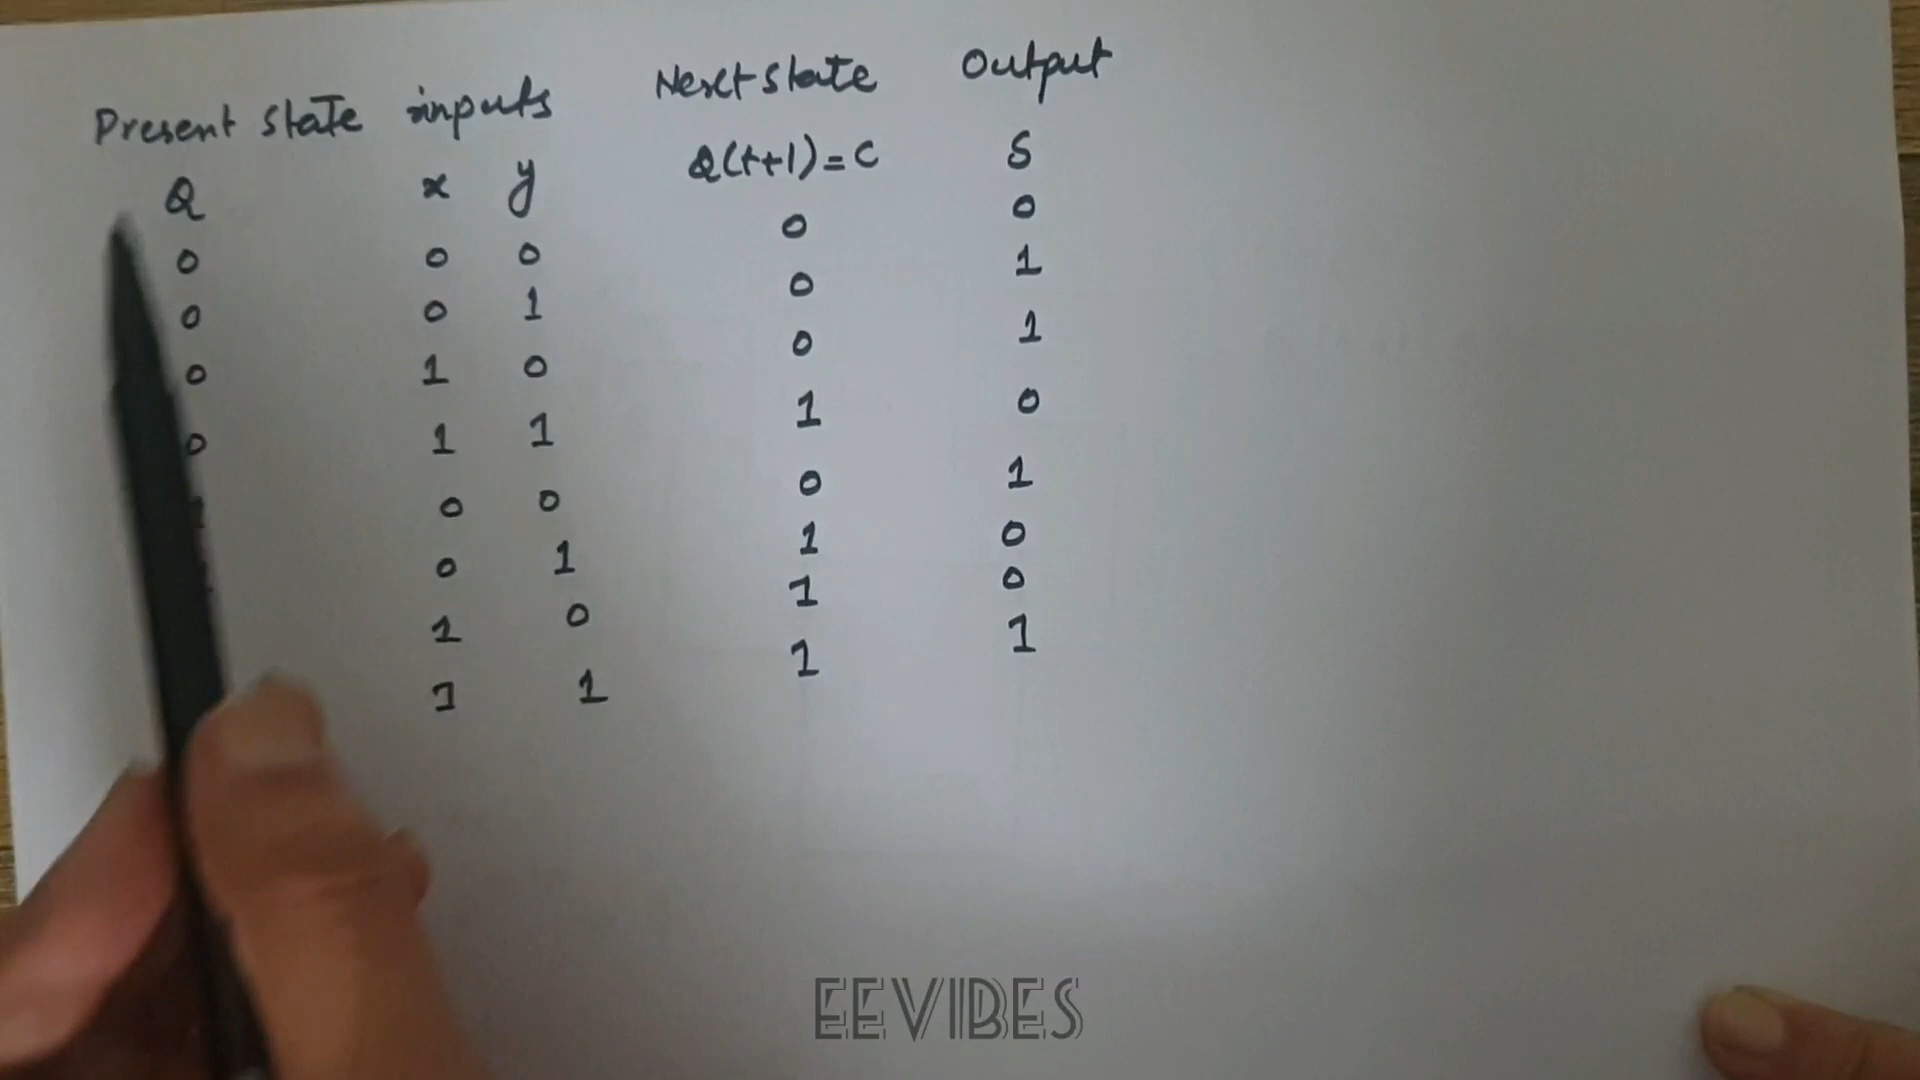 Present state inputs Next state Output
Q x y Q(t+1)=C S
0 0 0 0 0
0 0 1 0 1
0 1 0 0 1
0 1 1 1 0
1 0 0 0 1
0 1 1 0
1 0 1 0
1 1 1 1
EEVIBES